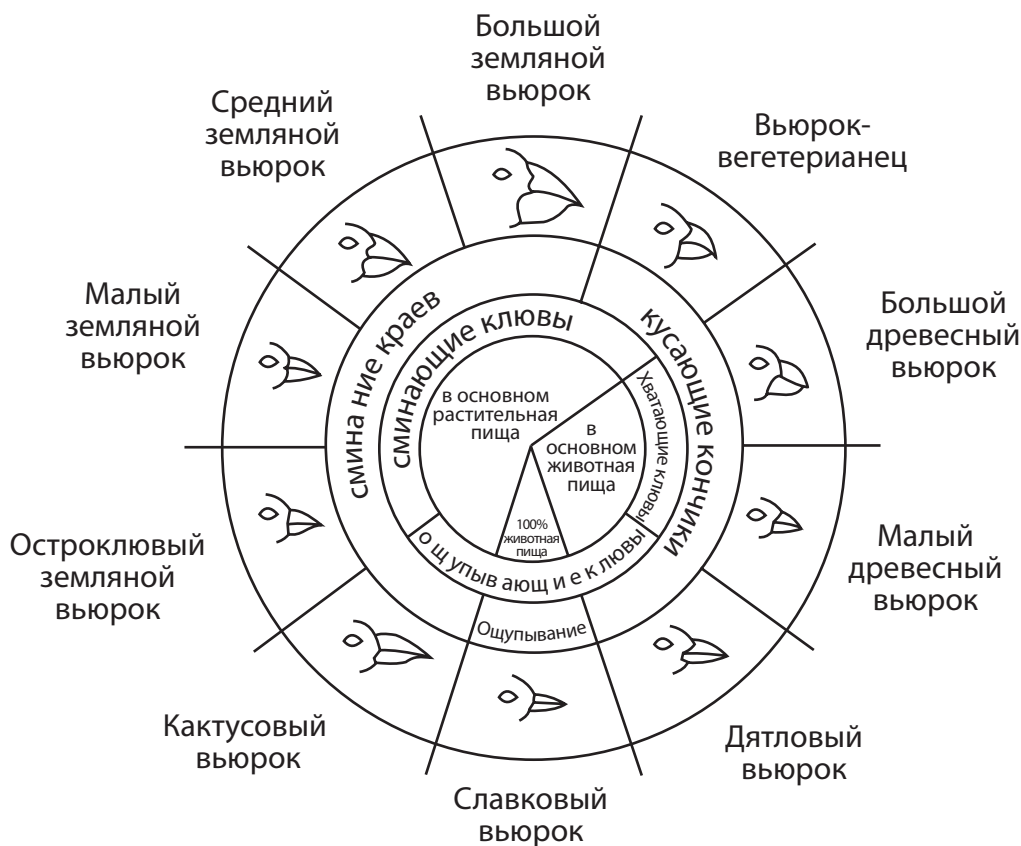 Большой
земляной
вьюрок
Средний
земляной
вьюрок
Вьюрок-
вегетерианец
Малый
земляной
вьюрок
Большой
древесный
вьюрок
Остроклювый
земляной
вьюрок
Малый
древесный
вьюрок
Кактусовый
вьюрок
Дятловый
вьюрок
Славковый
вьюрок
смина ние краев
кусающие кончики
Ощупывание
сминающие клювы
Хватающие клювы
о щ упыв ающ и е к лювы
в основном
растительная
пища
в
основном
животная
пища
100%
животная
пища